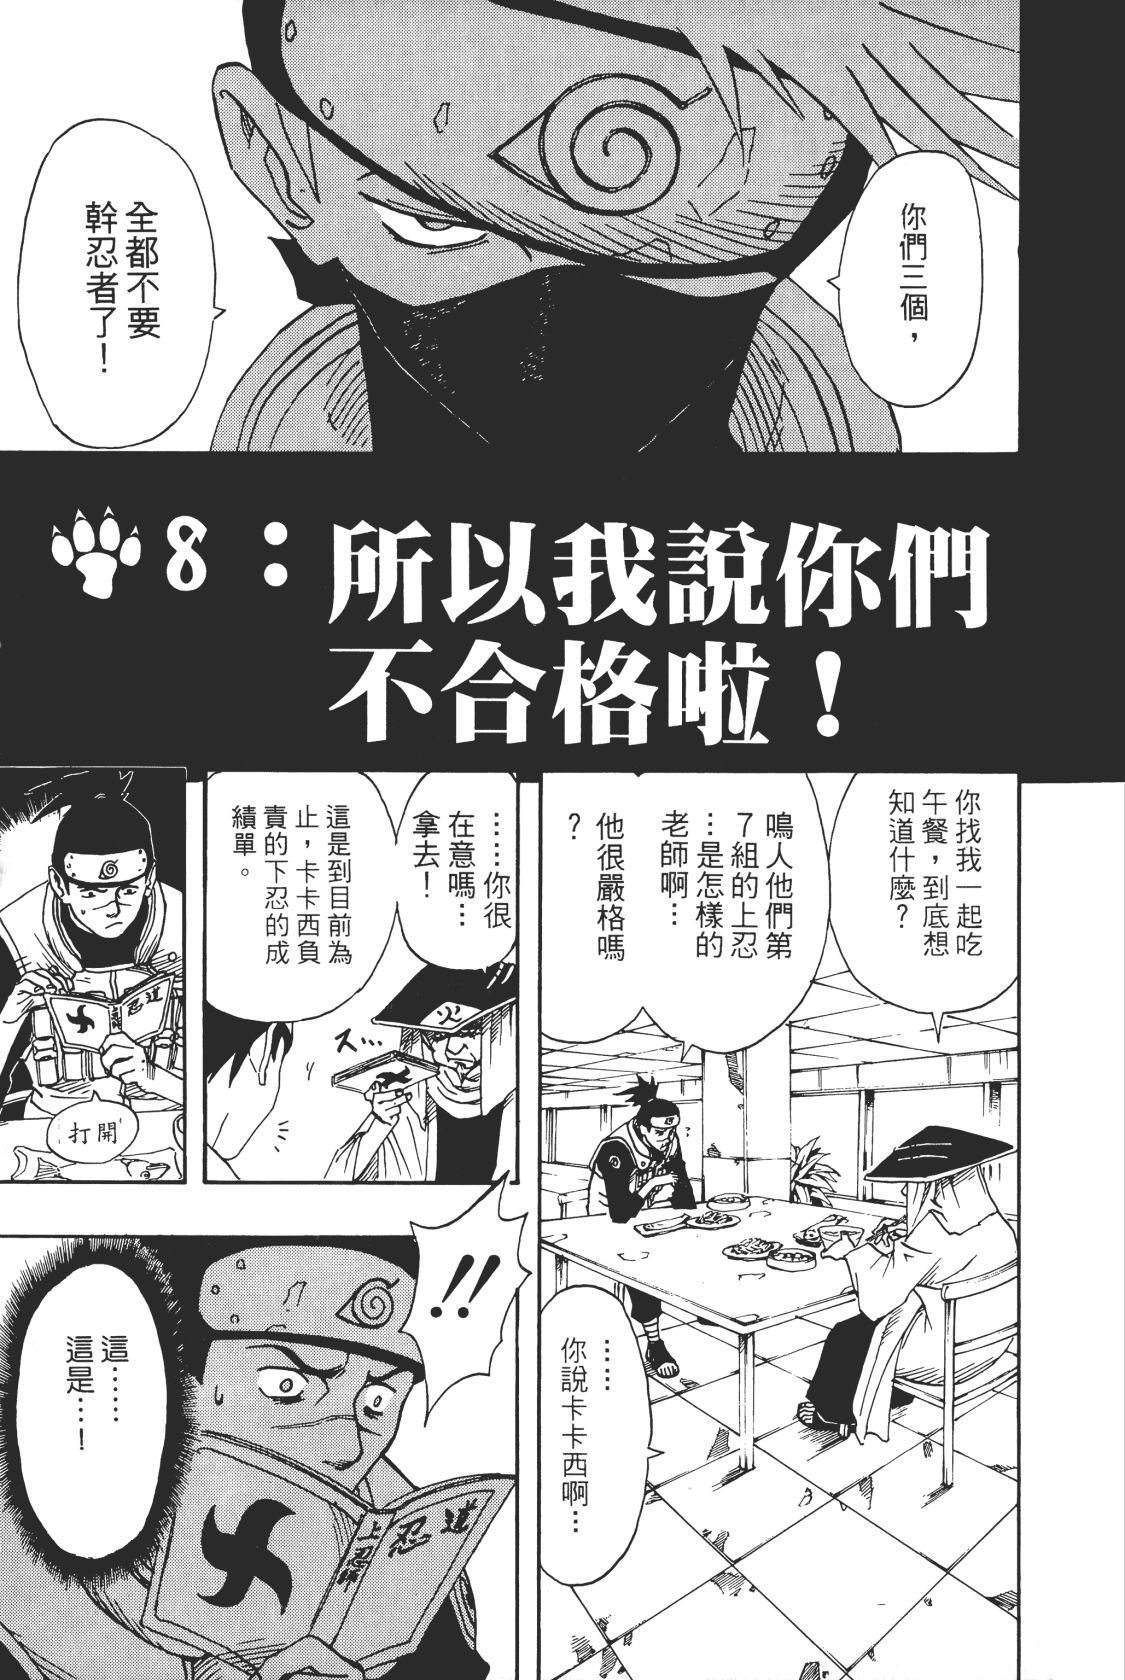 你們三個，
全都不要
幹忍者了！
8：所以我說你們
不合格啦！
你找我一起吃
午餐，到底想
知道什麼？
鳴人他們第
7組的上忍
…是怎樣的
老師啊…
他很嚴格嗎
？
……
你說卡卡西啊…
……你很
在意嗎…
拿去！
這是到目前為
止，卡卡西負
責的下忍的成
績單。
火
ス…
忍道
打開
!!
這……
這是…！
忍道
上忍師